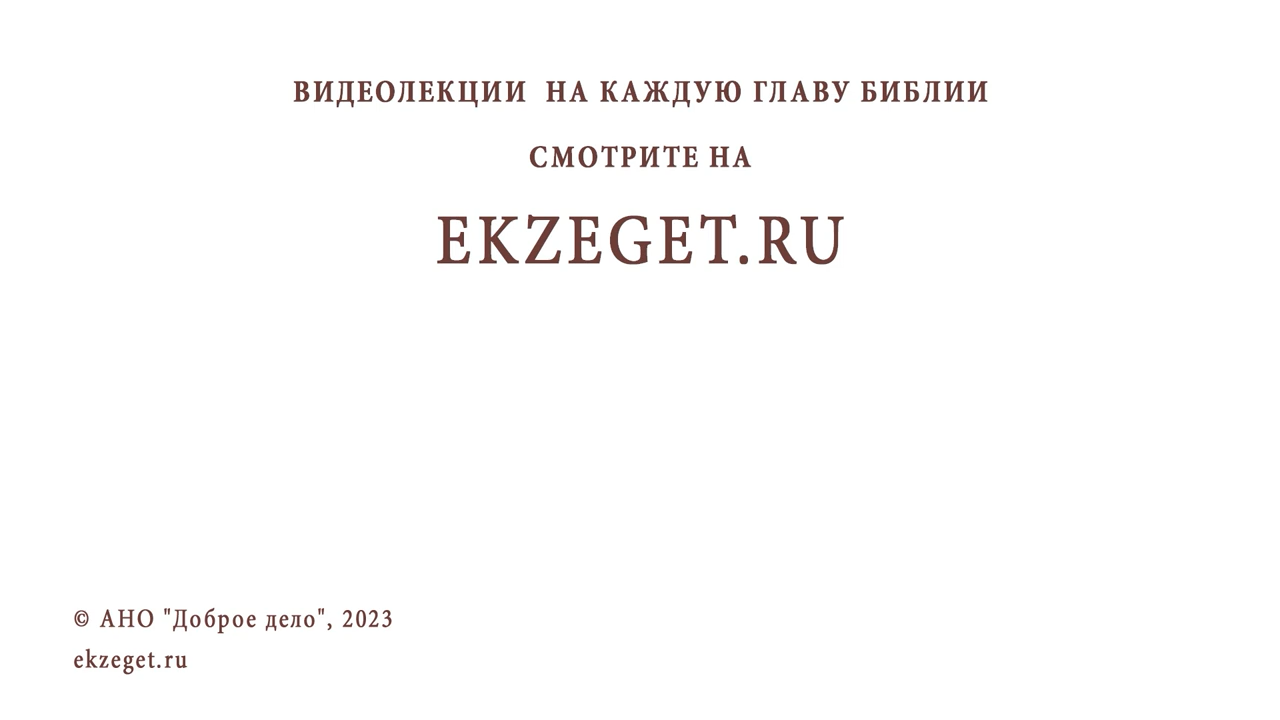 ВИДЕОЛЕКЦИИ НА КАЖДУЮ ГЛАВУ БИБЛИИ
СМОТРИТЕ НА
EKZEGET.RU
© АНО "Доброе дело", 2023
ekzeget.ru